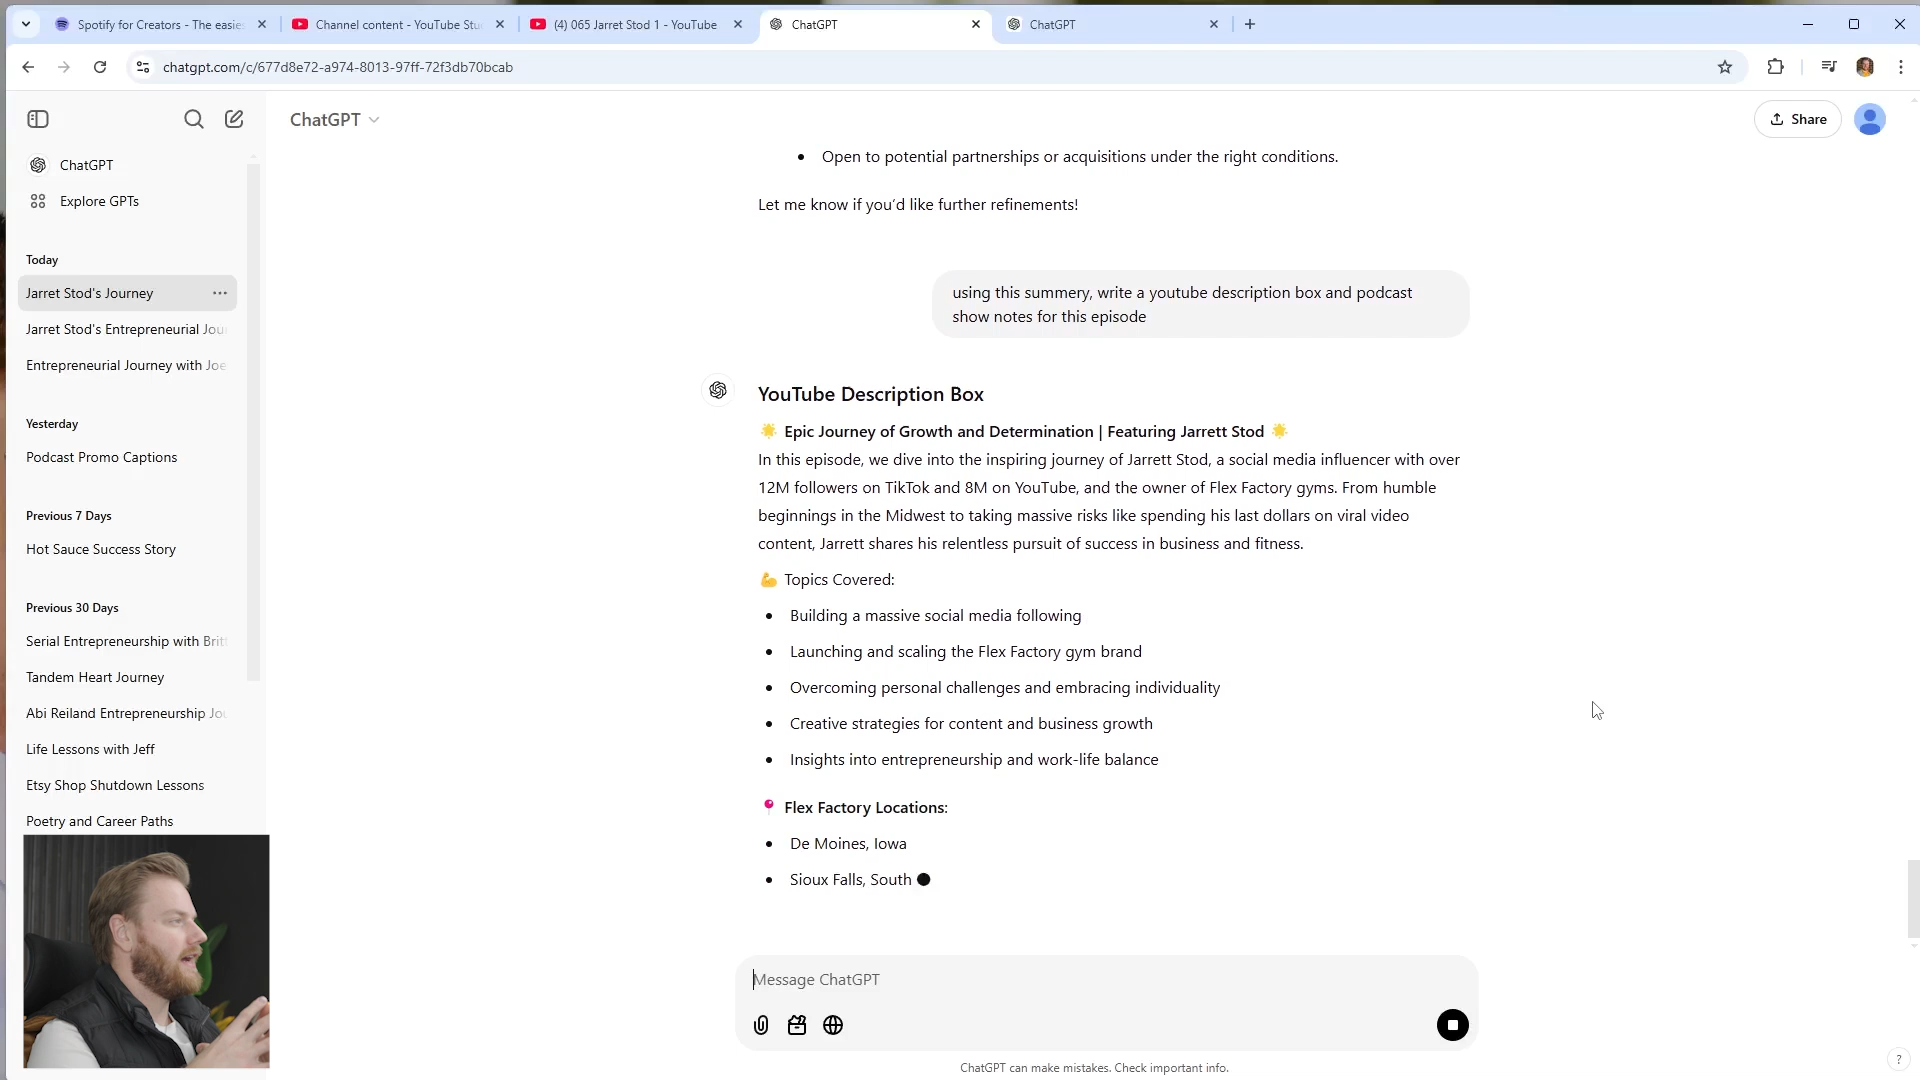 Spotify for Creators - The easies
Channel content - YouTube Stu
(4) 065 Jarret Stod 1 - YouTube
ChatGPT
ChatGPT
chatgpt.com/c/677d8e72-a974-8013-97ff-72f3db70bcab
ChatGPT
Share
ChatGPT
Explore GPTs
Today
Jarret Stod's Journey
Jarret Stod's Entrepreneurial Jou
Entrepreneurial Journey with Joe
Yesterday
Podcast Promo Captions
Previous 7 Days
Hot Sauce Success Story
Previous 30 Days
Serial Entrepreneurship with Britt
Tandem Heart Journey
Abi Reiland Entrepreneurship Jou
Life Lessons with Jeff
Etsy Shop Shutdown Lessons
Poetry and Career Paths
• Open to potential partnerships or acquisitions under the right conditions.
Let me know if you'd like further refinements!
using this summery, write a youtube description box and podcast
show notes for this episode
YouTube Description Box
🌟 Epic Journey of Growth and Determination | Featuring Jarrett Stod 🌟
In this episode, we dive into the inspiring journey of Jarrett Stod, a social media influencer with over
12M followers on TikTok and 8M on YouTube, and the owner of Flex Factory gyms. From humble
beginnings in the Midwest to taking massive risks like spending his last dollars on viral video
content, Jarrett shares his relentless pursuit of success in business and fitness.
💪 Topics Covered:
• Building a massive social media following
• Launching and scaling the Flex Factory gym brand
• Overcoming personal challenges and embracing individuality
• Creative strategies for content and business growth
• Insights into entrepreneurship and work-life balance
📍 Flex Factory Locations:
• De Moines, Iowa
• Sioux Falls, South
Message ChatGPT
ChatGPT can make mistakes. Check important info.
?